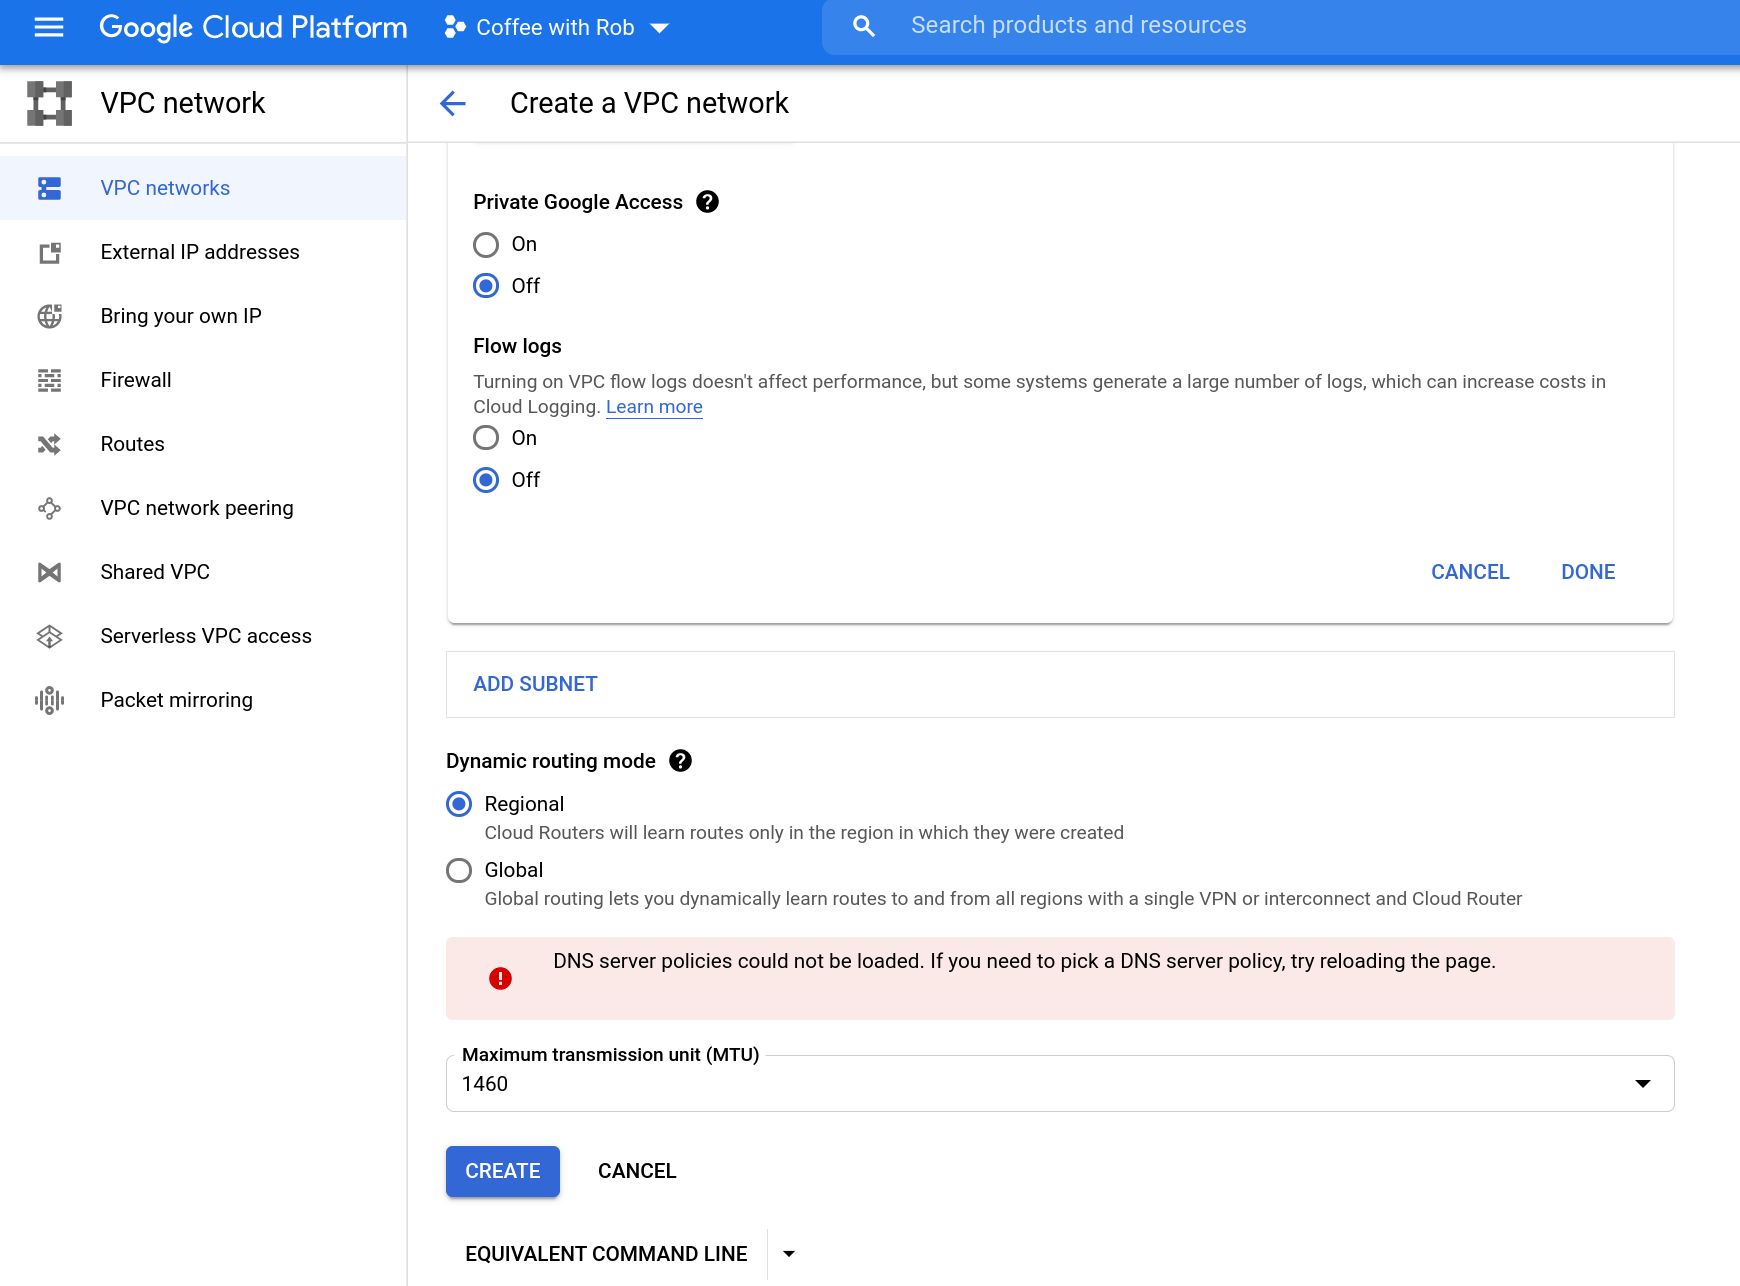 Google Cloud Platform
Coffee with Rob
Search products and resources
VPC network
Create a VPC network
VPC networks
External IP addresses
Bring your own IP
Firewall
Routes
VPC network peering
Shared VPC
Serverless VPC access
Packet mirroring
Private Google Access
On
Off
Flow logs
Turning on VPC flow logs doesn't affect performance, but some systems generate a large number of logs, which can increase costs in
Cloud Logging. Learn more
On
Off
CANCEL
DONE
ADD SUBNET
Dynamic routing mode
Regional
Cloud Routers will learn routes only in the region in which they were created
Global
Global routing lets you dynamically learn routes to and from all regions with a single VPN or interconnect and Cloud Router
DNS server policies could not be loaded. If you need to pick a DNS server policy, try reloading the page.
Maximum transmission unit (MTU)
1460
CREATE
CANCEL
EQUIVALENT COMMAND LINE